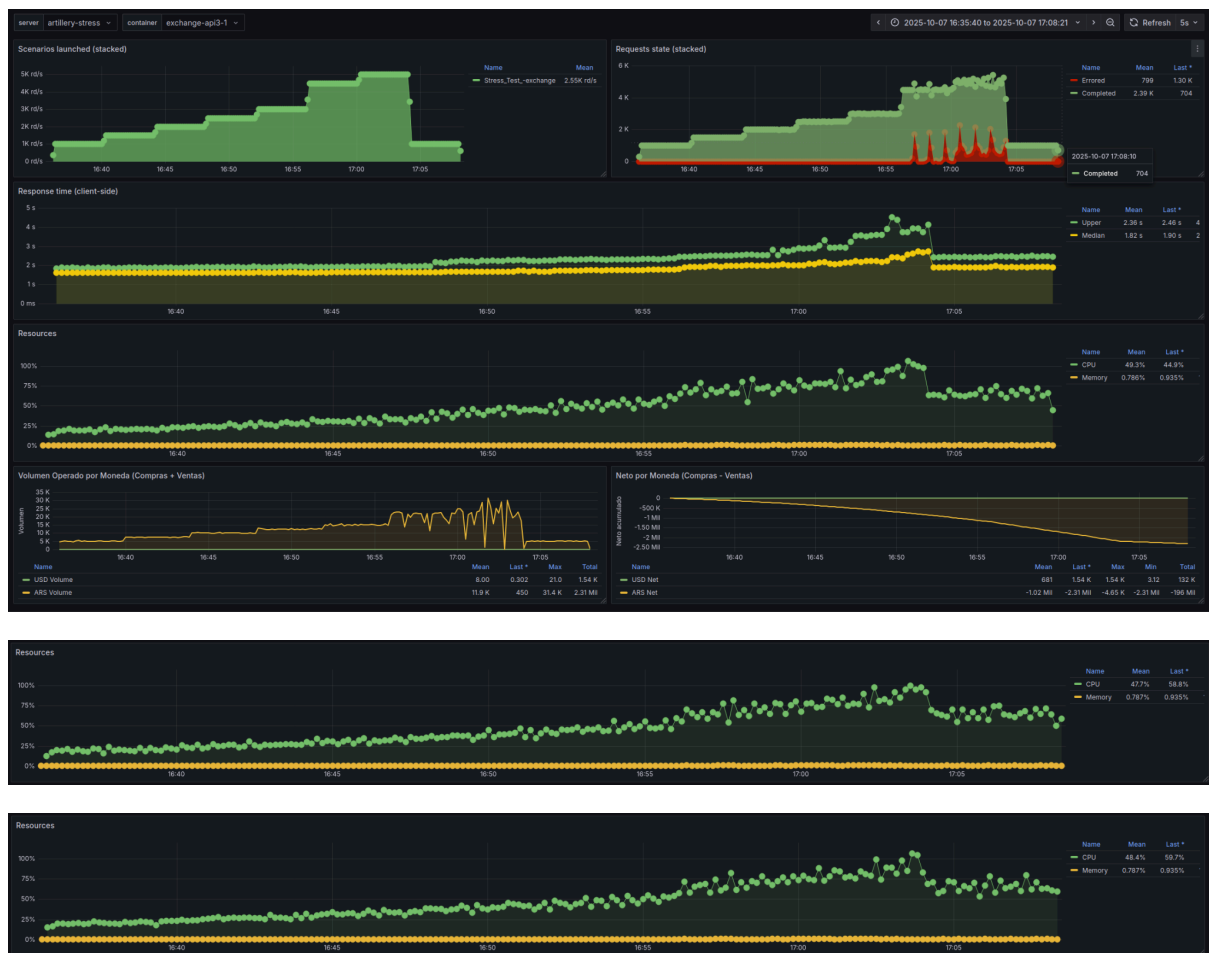 server artillery-stress container exchange-api3-1 2025-10-07 16:35:40 to 2025-10-07 17:08:21 Refresh 5s
Scenarios launched (stacked)
5K rd/s
4K rd/s
3K rd/s
2K rd/s
1K rd/s
0 rd/s
16:40 16:45 16:50 16:55 17:00 17:05
Name Mean
Stress_Test_-exchange 2.55K rd/s
Requests state (stacked)
6 K
4 K
2 K
0
16:40 16:45 16:50 16:55 17:00 17:05
Name Mean Last *
Errored 799 1.30 K
Completed 2.39 K 704
2025-10-07 17:08:10
Completed 704
Response time (client-side)
5 s
4 s
3 s
2 s
1 s
0 ms
16:40 16:45 16:50 16:55 17:00 17:05
Name Mean Last *
Upper 2.36 s 2.46 s 4
Median 1.82 s 1.90 s 2
Resources
100%
75%
50%
25%
0%
16:40 16:45 16:50 16:55 17:00 17:05
Name Mean Last *
CPU 49.3% 44.9%
Memory 0.786% 0.935%
Volumen Operado por Moneda (Compras + Ventas)
Volumen
35 K
30 K
25 K
20 K
15 K
10 K
5 K
0
16:40 16:45 16:50 16:55 17:00 17:05
Name Mean Last * Max Total
USD Volume 8.00 0.302 21.0 1.54 K
ARS Volume 11.9 K 450 31.4 K 2.31 Mil
Neto por Moneda (Compras - Ventas)
Neto acumulado
0
-500 K
-1 Mil
-1.50 Mil
-2 Mil
-2.50 Mil
16:40 16:45 16:50 16:55 17:00 17:05
Name Mean Last * Max Min Total
USD Net 681 1.54 K 1.54 K 3.12 132 K
ARS Net -1.02 Mil -2.31 Mil -4.65 K -2.31 Mil -196 Mil
Resources
100%
75%
50%
25%
0%
16:40 16:45 16:50 16:55 17:00 17:05
Name Mean Last *
CPU 47.7% 58.8%
Memory 0.787% 0.935%
Resources
100%
75%
50%
25%
0%
16:40 16:45 16:50 16:55 17:00 17:05
Name Mean Last *
CPU 48.4% 59.7%
Memory 0.787% 0.935%